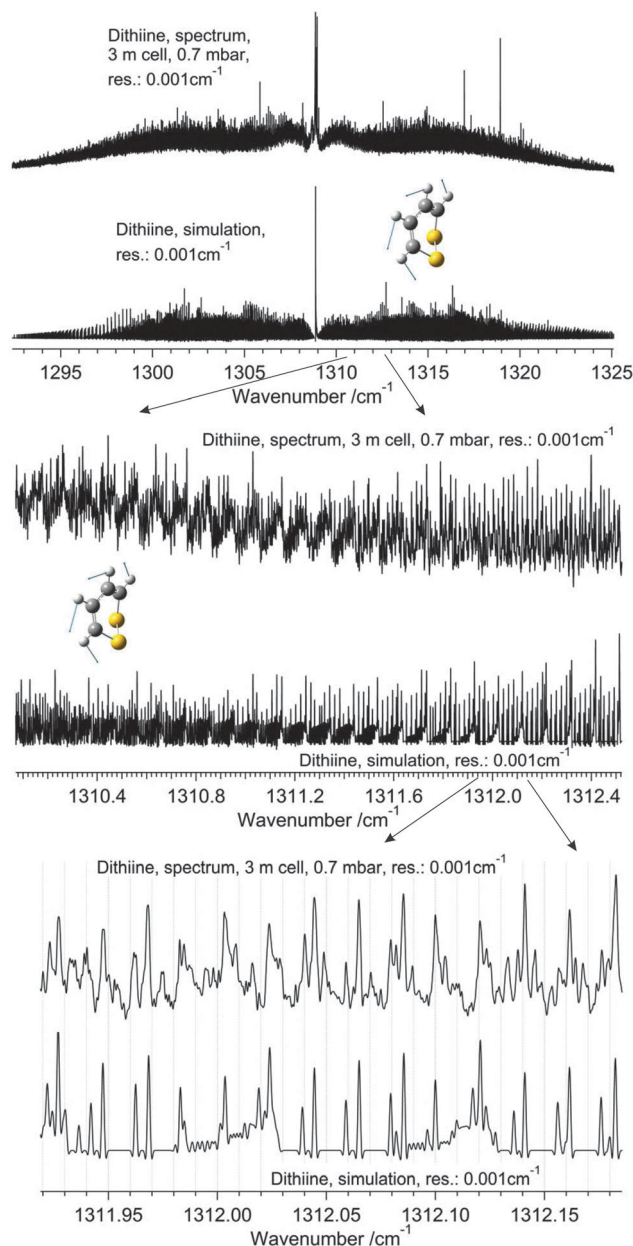 Dithiine, spectrum,
3 m cell, 0.7 mbar,
res.: 0.001cm⁻¹
Dithiine, simulation,
res.: 0.001cm⁻¹
1295 1300 1305 1310 1315 1320 1325
Wavenumber /cm⁻¹
Dithiine, spectrum, 3 m cell, 0.7 mbar, res.: 0.001cm⁻¹
Dithiine, simulation, res.: 0.001cm⁻¹
1310.4 1310.8 1311.2 1311.6 1312.0 1312.4
Wavenumber /cm⁻¹
Dithiine, spectrum, 3 m cell, 0.7 mbar, res.: 0.001cm⁻¹
Dithiine, simulation, res.: 0.001cm⁻¹
1311.95 1312.00 1312.05 1312.10 1312.15
Wavenumber /cm⁻¹